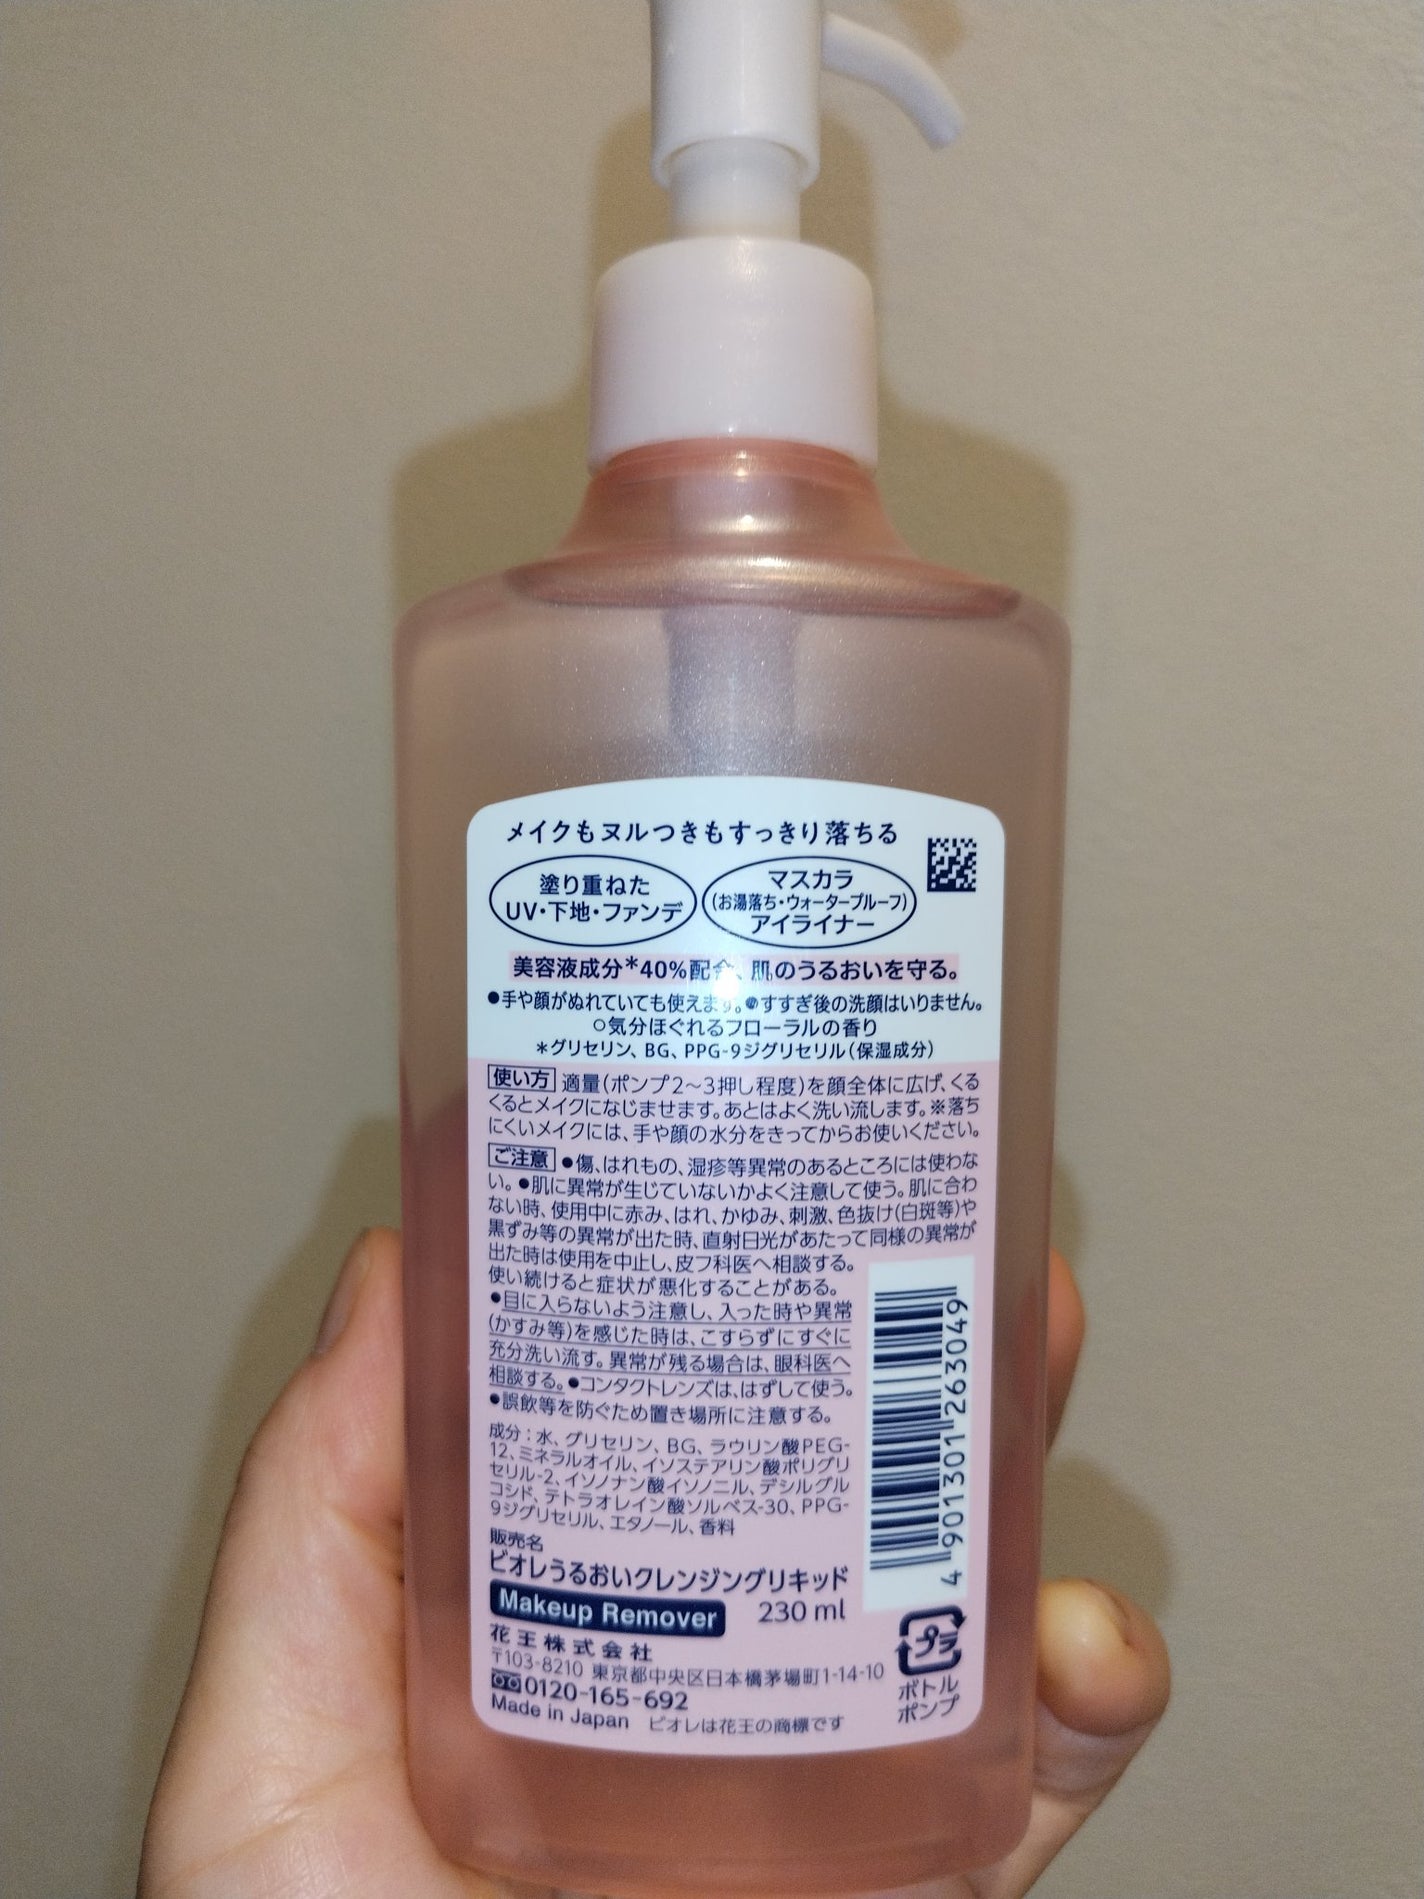 メイクもヌルつきもすっきり落ちる
塗り重ねた
UV・下地・ファンデ
マスカラ
(お湯落ち・ウォータープルーフ)
アイライナー
美容液成分*40%配合、肌のうるおいを守る。
●手や顔がぬれていても使えます。●すすぎ後の洗顔はいりません。
○気分ほぐれるフローラルの香り
*グリセリン、BG、PPG-9ジグリセリル(保湿成分)
使い方 適量(ポンプ2〜3押し程度)を顔全体に広げ、くる
くるとメイクになじませます。あとはよく洗い流します。※落ち
にくいメイクには、手や顔の水分をきってからお使いください。
ご注意 ●傷、はれもの、湿疹等異常のあるところには使わな
い。●肌に異常が生じていないかよく注意して使う。肌に合わ
ない時、使用中に赤み、はれ、かゆみ、刺激、色抜け(白斑等)や
黒ずみ等の異常が出た時、直射日光があたって同様の異常が
出た時は使用を中止し、皮フ科医へ相談する。
使い続けると症状が悪化することがある。
●目に入らないよう注意し、入った時や異常
(かすみ等)を感じた時は、こすらずにすぐに
充分洗い流す。異常が残る場合は、眼科医へ
相談する。●コンタクトレンズは、はずして使う。
●誤飲等を防ぐため置き場所に注意する。
成分:水、グリセリン、BG、ラウリン酸PEG-
12、ミネラルオイル、イソステアリン酸ポリグリ
セリル-2、イソノナン酸イソノニル、デシルグル
コシド、テトラオレイン酸ソルベス-30、PPG-
9ジグリセリル、エタノール、香料
販売名
ビオレうるおいクレンジングリキッド
Makeup Remover 230 ml
花王株式会社
〒103-8210 東京都中央区日本橋茅場町1-14-10
0120-165-692
Made in Japan ビオレは花王の商標です
4 901301 263049
プラ
ボトル
ポンプ